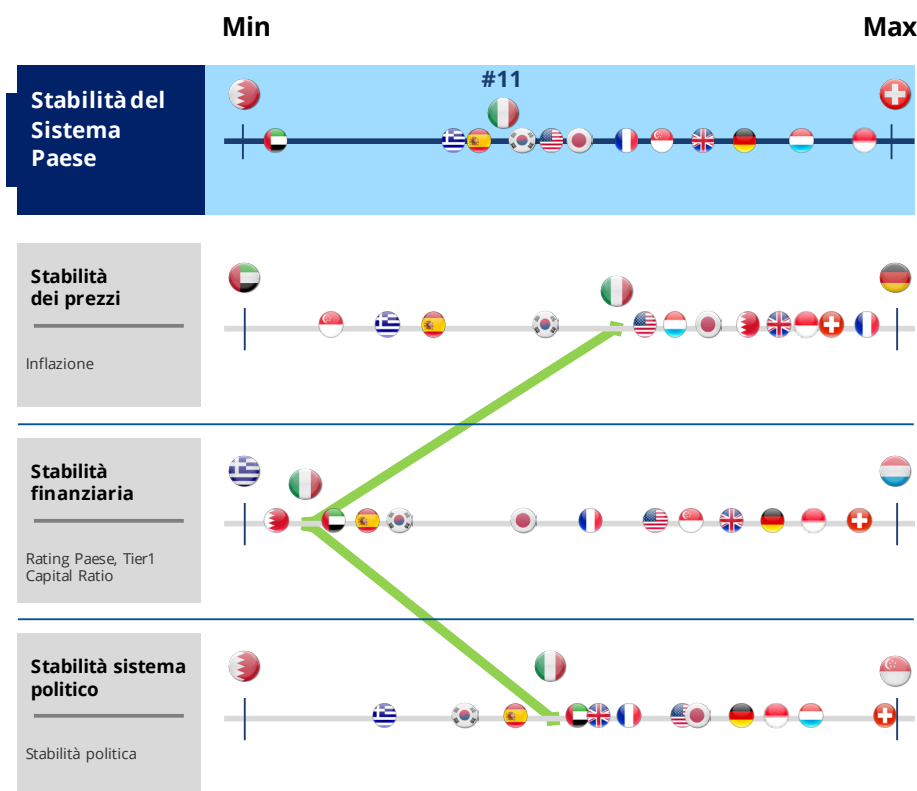 Min
Max
#11
Stabilità del
Sistema
Paese
Stabilità
dei prezzi
Inflazione
Stabilità
finanziaria
Rating Paese, Tier1
Capital Ratio
Stabilità sistema
politico
Stabilità politica